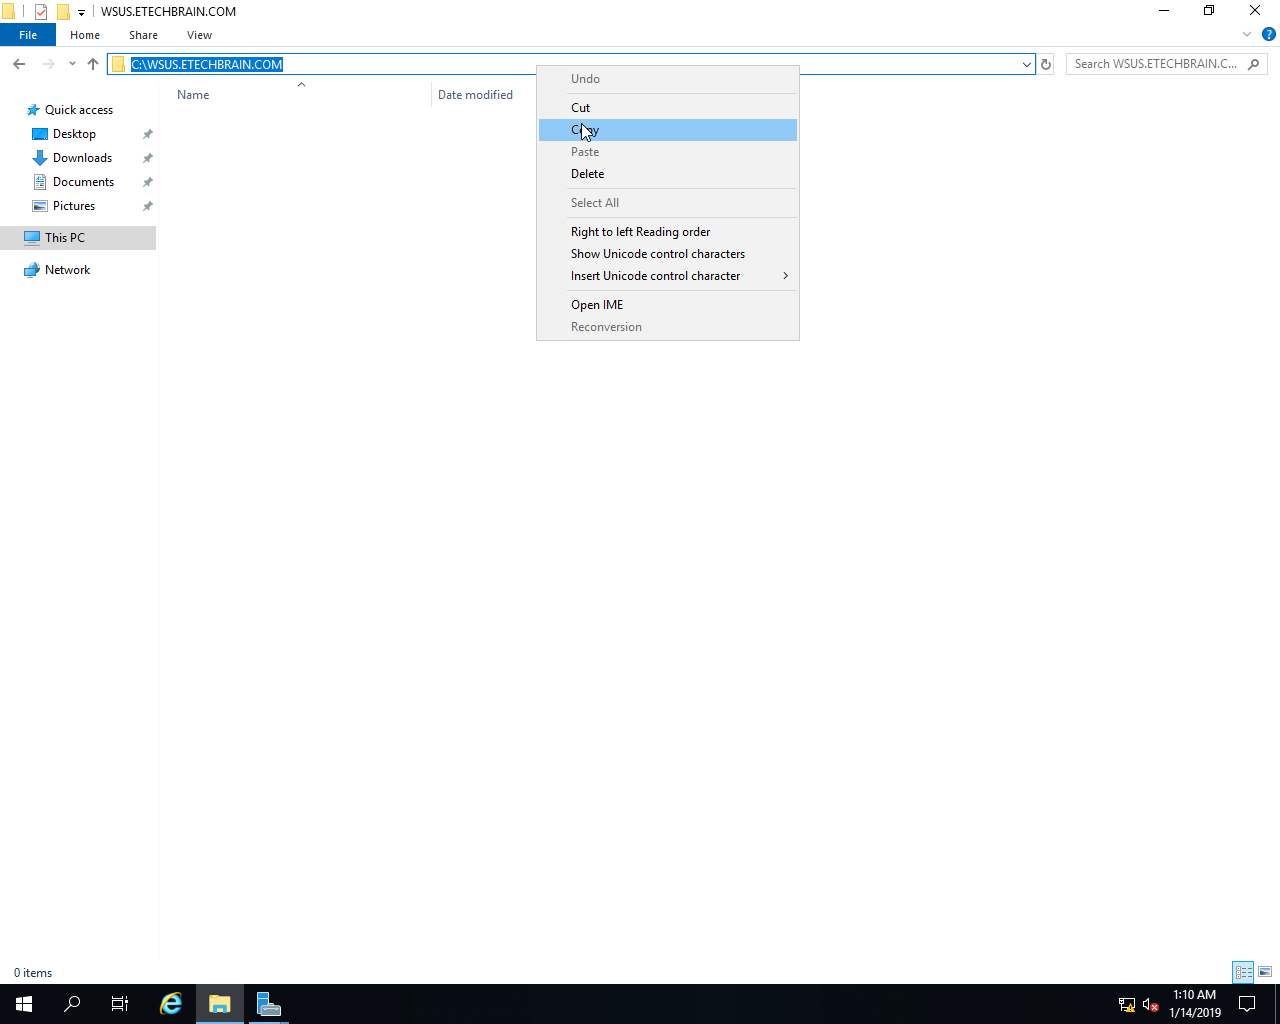 WSUS.ETECHBRAIN.COM
File Home Share View
C:\WSUS.ETECHBRAIN.COM
Search WSUS.ETECHBRAIN.C...
Name Date modified
Quick access
Desktop
Downloads
Documents
Pictures
This PC
Network
Undo
Cut
Copy
Paste
Delete
Select All
Right to left Reading order
Show Unicode control characters
Insert Unicode control character
Open IME
Reconversion
0 items
1:10 AM
1/14/2019